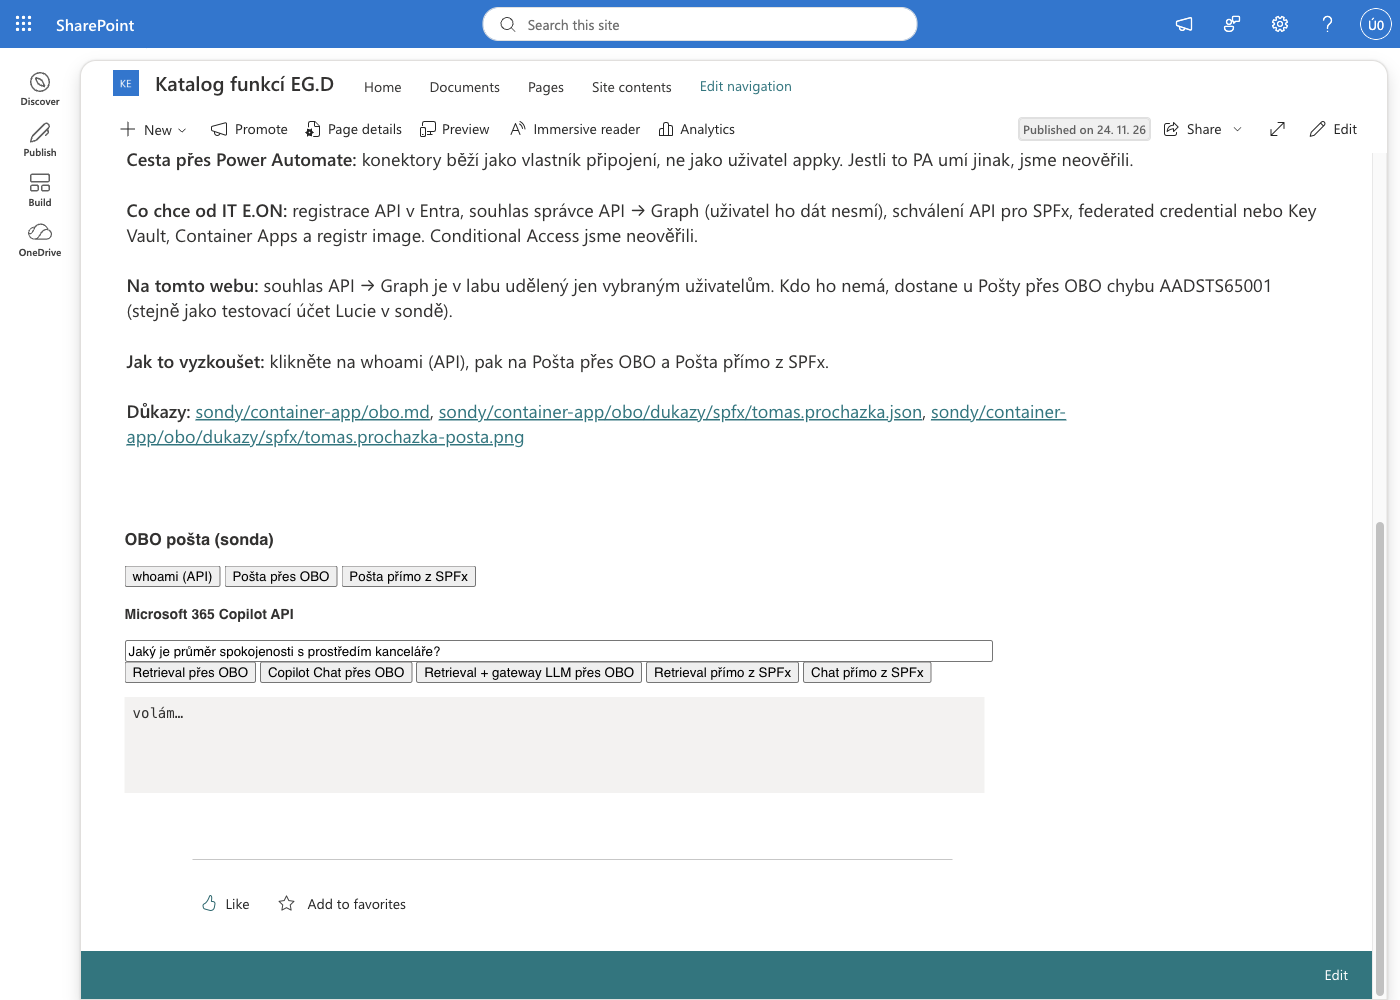 SharePoint
Search this site
Ú0
Discover
Publish
Build
OneDrive
KE
Katalog funkcí EG.D
Home
Documents
Pages
Site contents
Edit navigation
New
Promote
Page details
Preview
Immersive reader
Analytics
Published on 24. 11. 26
Share
Edit
Cesta přes Power Automate: konektory běží jako vlastník připojení, ne jako uživatel appky. Jestli to PA umí jinak, jsme neověřili.
Co chce od IT E.ON: registrace API v Entra, souhlas správce API → Graph (uživatel ho dát nesmí), schválení API pro SPFx, federated credential nebo Key
Vault, Container Apps a registr image. Conditional Access jsme neověřili.
Na tomto webu: souhlas API → Graph je v labu udělený jen vybraným uživatelům. Kdo ho nemá, dostane u Pošty přes OBO chybu AADSTS65001
(stejně jako testovací účet Lucie v sondě).
Jak to vyzkoušet: klikněte na whoami (API), pak na Pošta přes OBO a Pošta přímo z SPFx.
Důkazy: sondy/container-app/obo.md, sondy/container-app/obo/dukazy/spfx/tomas.prochazka.json, sondy/container-
app/obo/dukazy/spfx/tomas.prochazka-posta.png
OBO pošta (sonda)
whoami (API)
Pošta přes OBO
Pošta přímo z SPFx
Microsoft 365 Copilot API
Jaký je průměr spokojenosti s prostředím kanceláře?
Retrieval přes OBO
Copilot Chat přes OBO
Retrieval + gateway LLM přes OBO
Retrieval přímo z SPFx
Chat přímo z SPFx
volám…
Like
Add to favorites
Edit